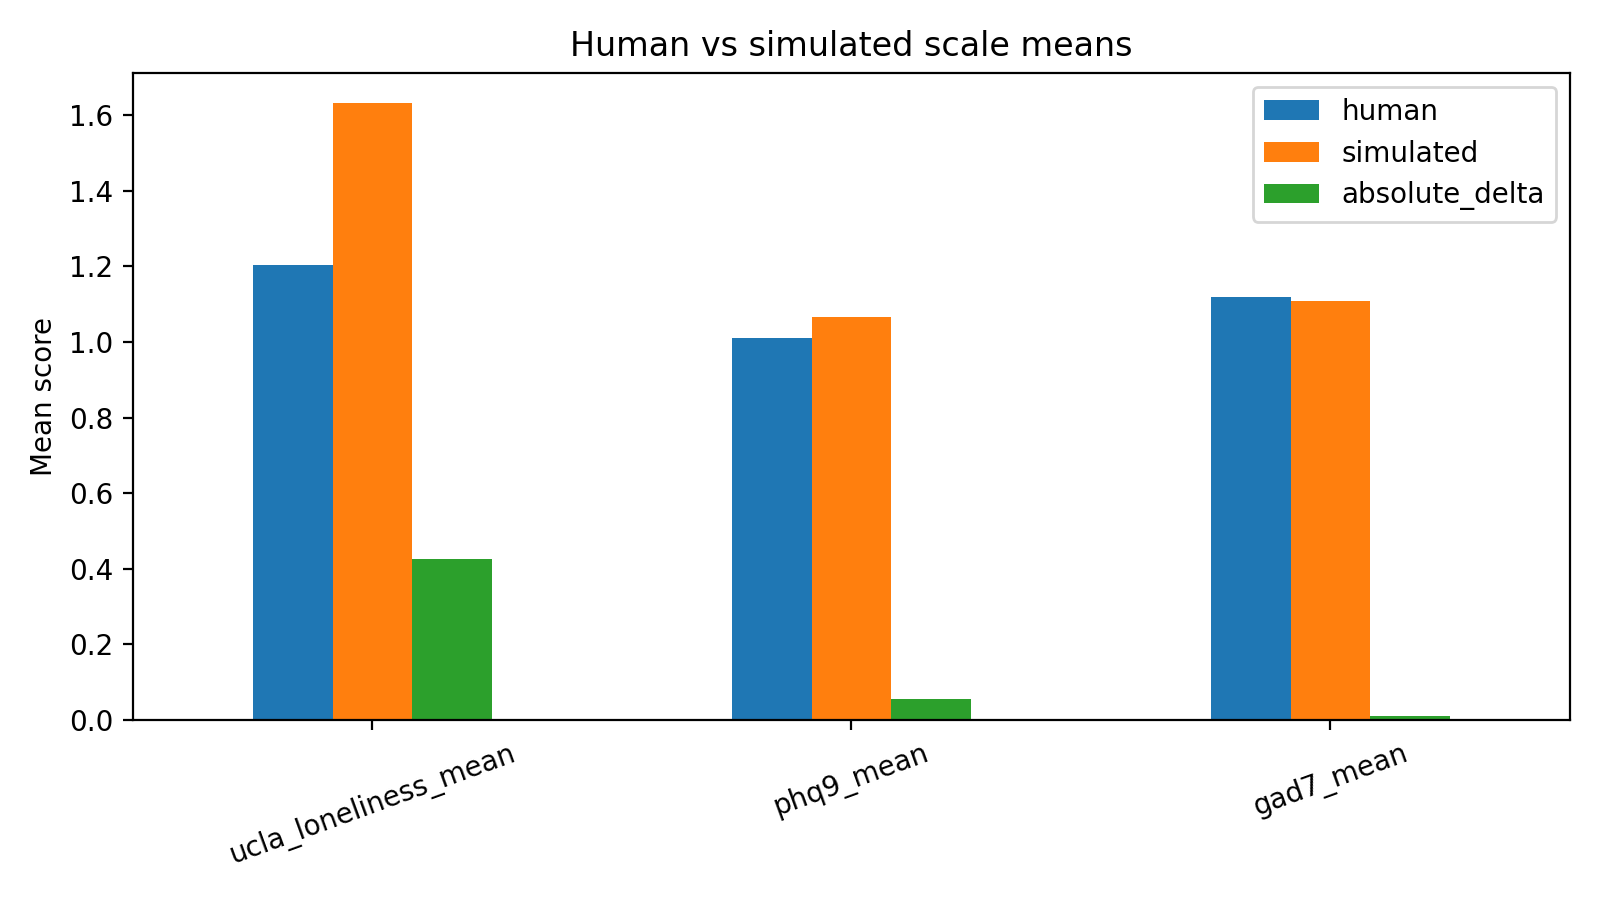 Human vs simulated scale means
human
simulated
absolute_delta
Mean score
1.6
1.4
1.2
1.0
0.8
0.6
0.4
0.2
0.0
ucla_loneliness_mean
phq9_mean
gad7_mean